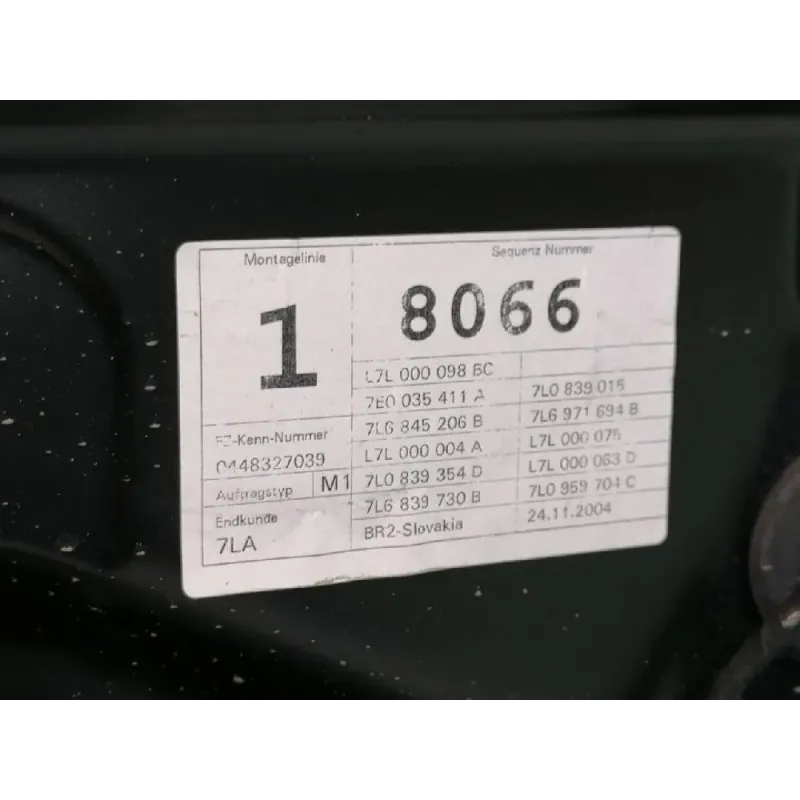 Montagelinie
1
Sequenz Nummer
8066
-Kenn-Nummer
0448327039
Auftragstyp M1
Endkunde
7LA
L7L 000 098 BC
7E0 035 411 A 7L0 839 015
7L6 845 206 B 7L6 971 694 B
L7L 000 004 A L7L 000 075
7L0 839 354 D L7L 000 063 D
7L6 839 730 B 7L0 959 704 C
BR2-Slovakia 24.11.2004